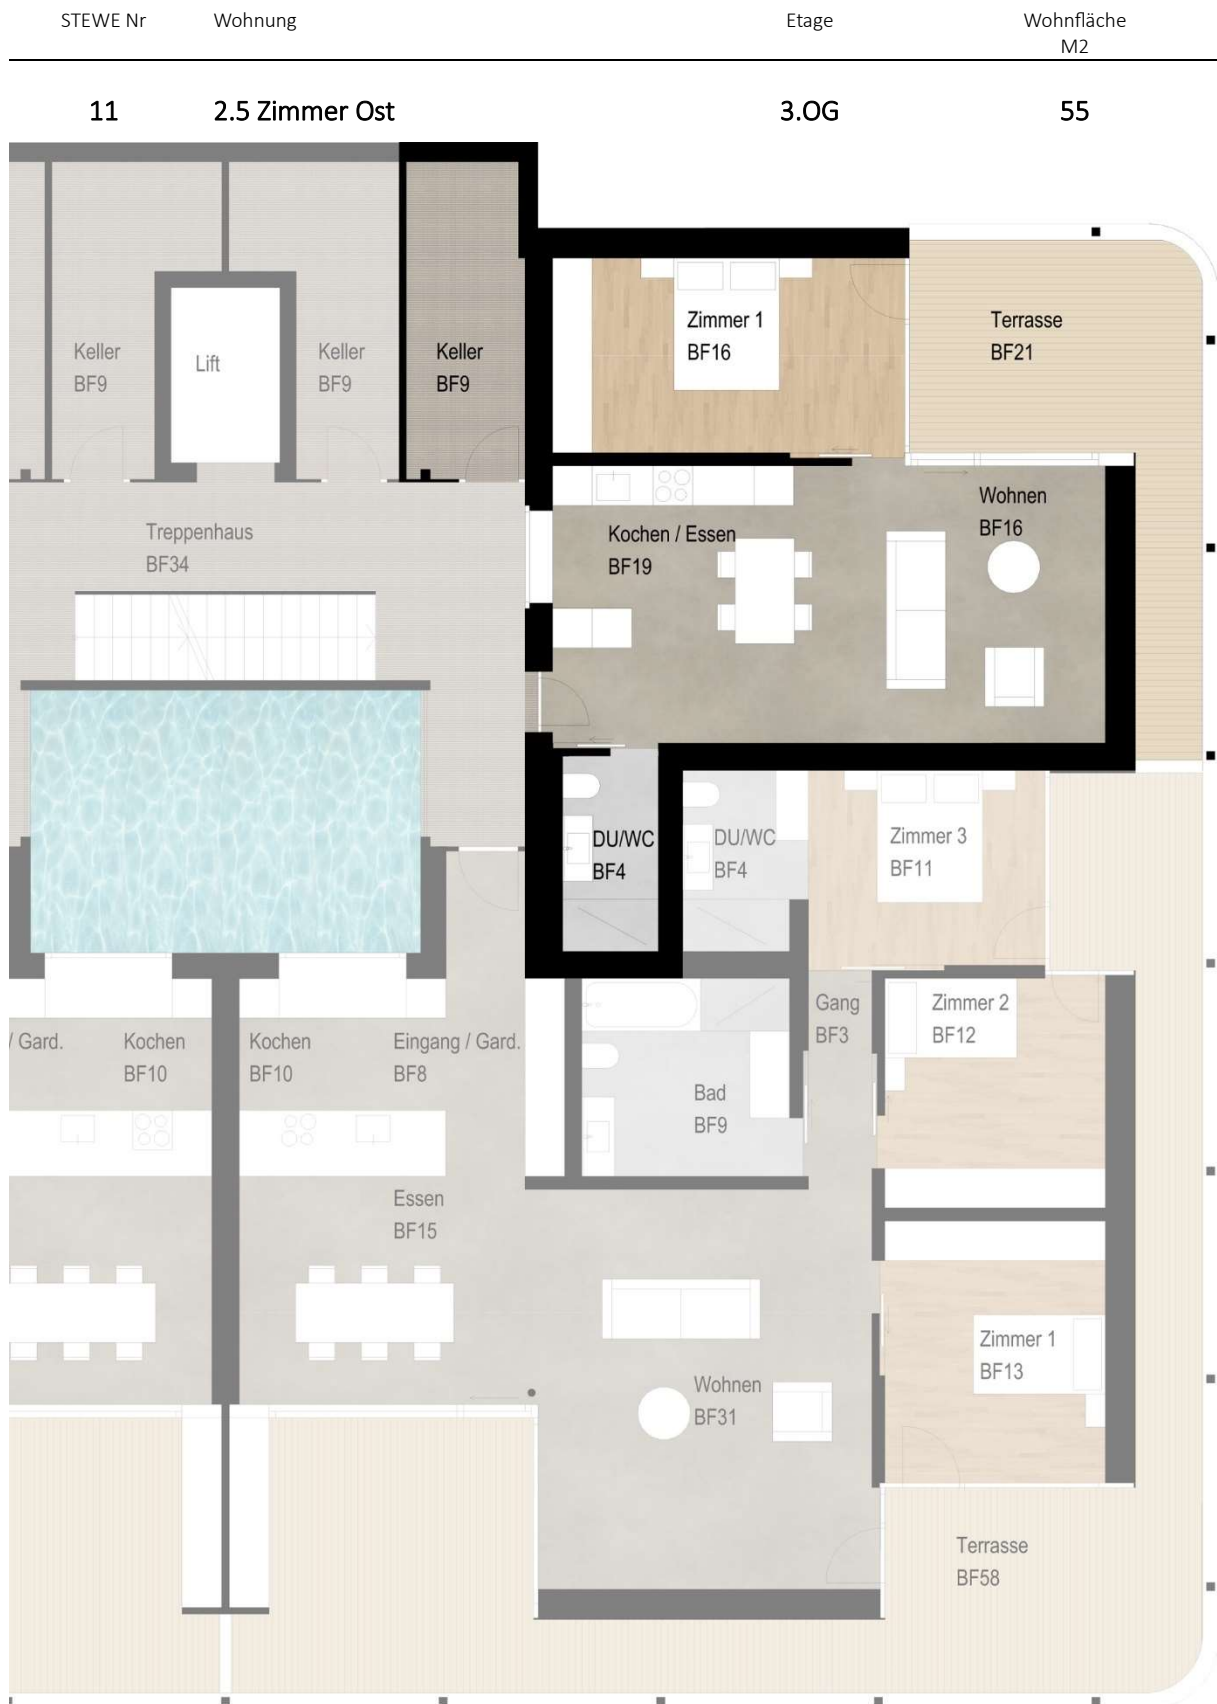 STEWE Nr Wohnung Etage Wohnfläche
M2
11 2.5 Zimmer Ost 3.OG 55
Zimmer 1
BF16
Terrasse
BF21
Keller
BF9
Lift
Keller
BF9
Keller
BF9
Wohnen
BF16
Treppenhaus
BF34
Kochen / Essen
BF19
DU/WC
BF4
DU/WC
BF4
Zimmer 3
BF11
/ Gard.
Kochen
BF10
Kochen
BF10
Eingang / Gard.
BF8
Gang
BF3
Zimmer 2
BF12
Bad
BF9
Essen
BF15
Zimmer 1
BF13
Wohnen
BF31
Terrasse
BF58